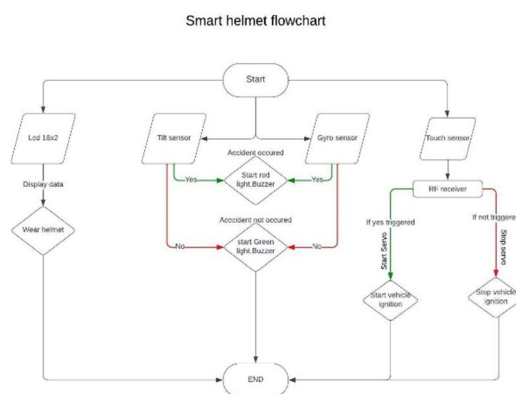 Smart helmet flowchart
Start
Lcd 16x2
Tilt sensor
Gyro sensor
Touch sensor
Accident occured
Display data
Yes
Start red
light.Buzzer
Yes
RF receiver
Wear helmet
Acccident not occured
If yes triggered
If not triggered
No
start Green
light.Buzzer
No
Start Servo
Stop servo
Start vehicle
ignition
Stop vehicle
ignition
END